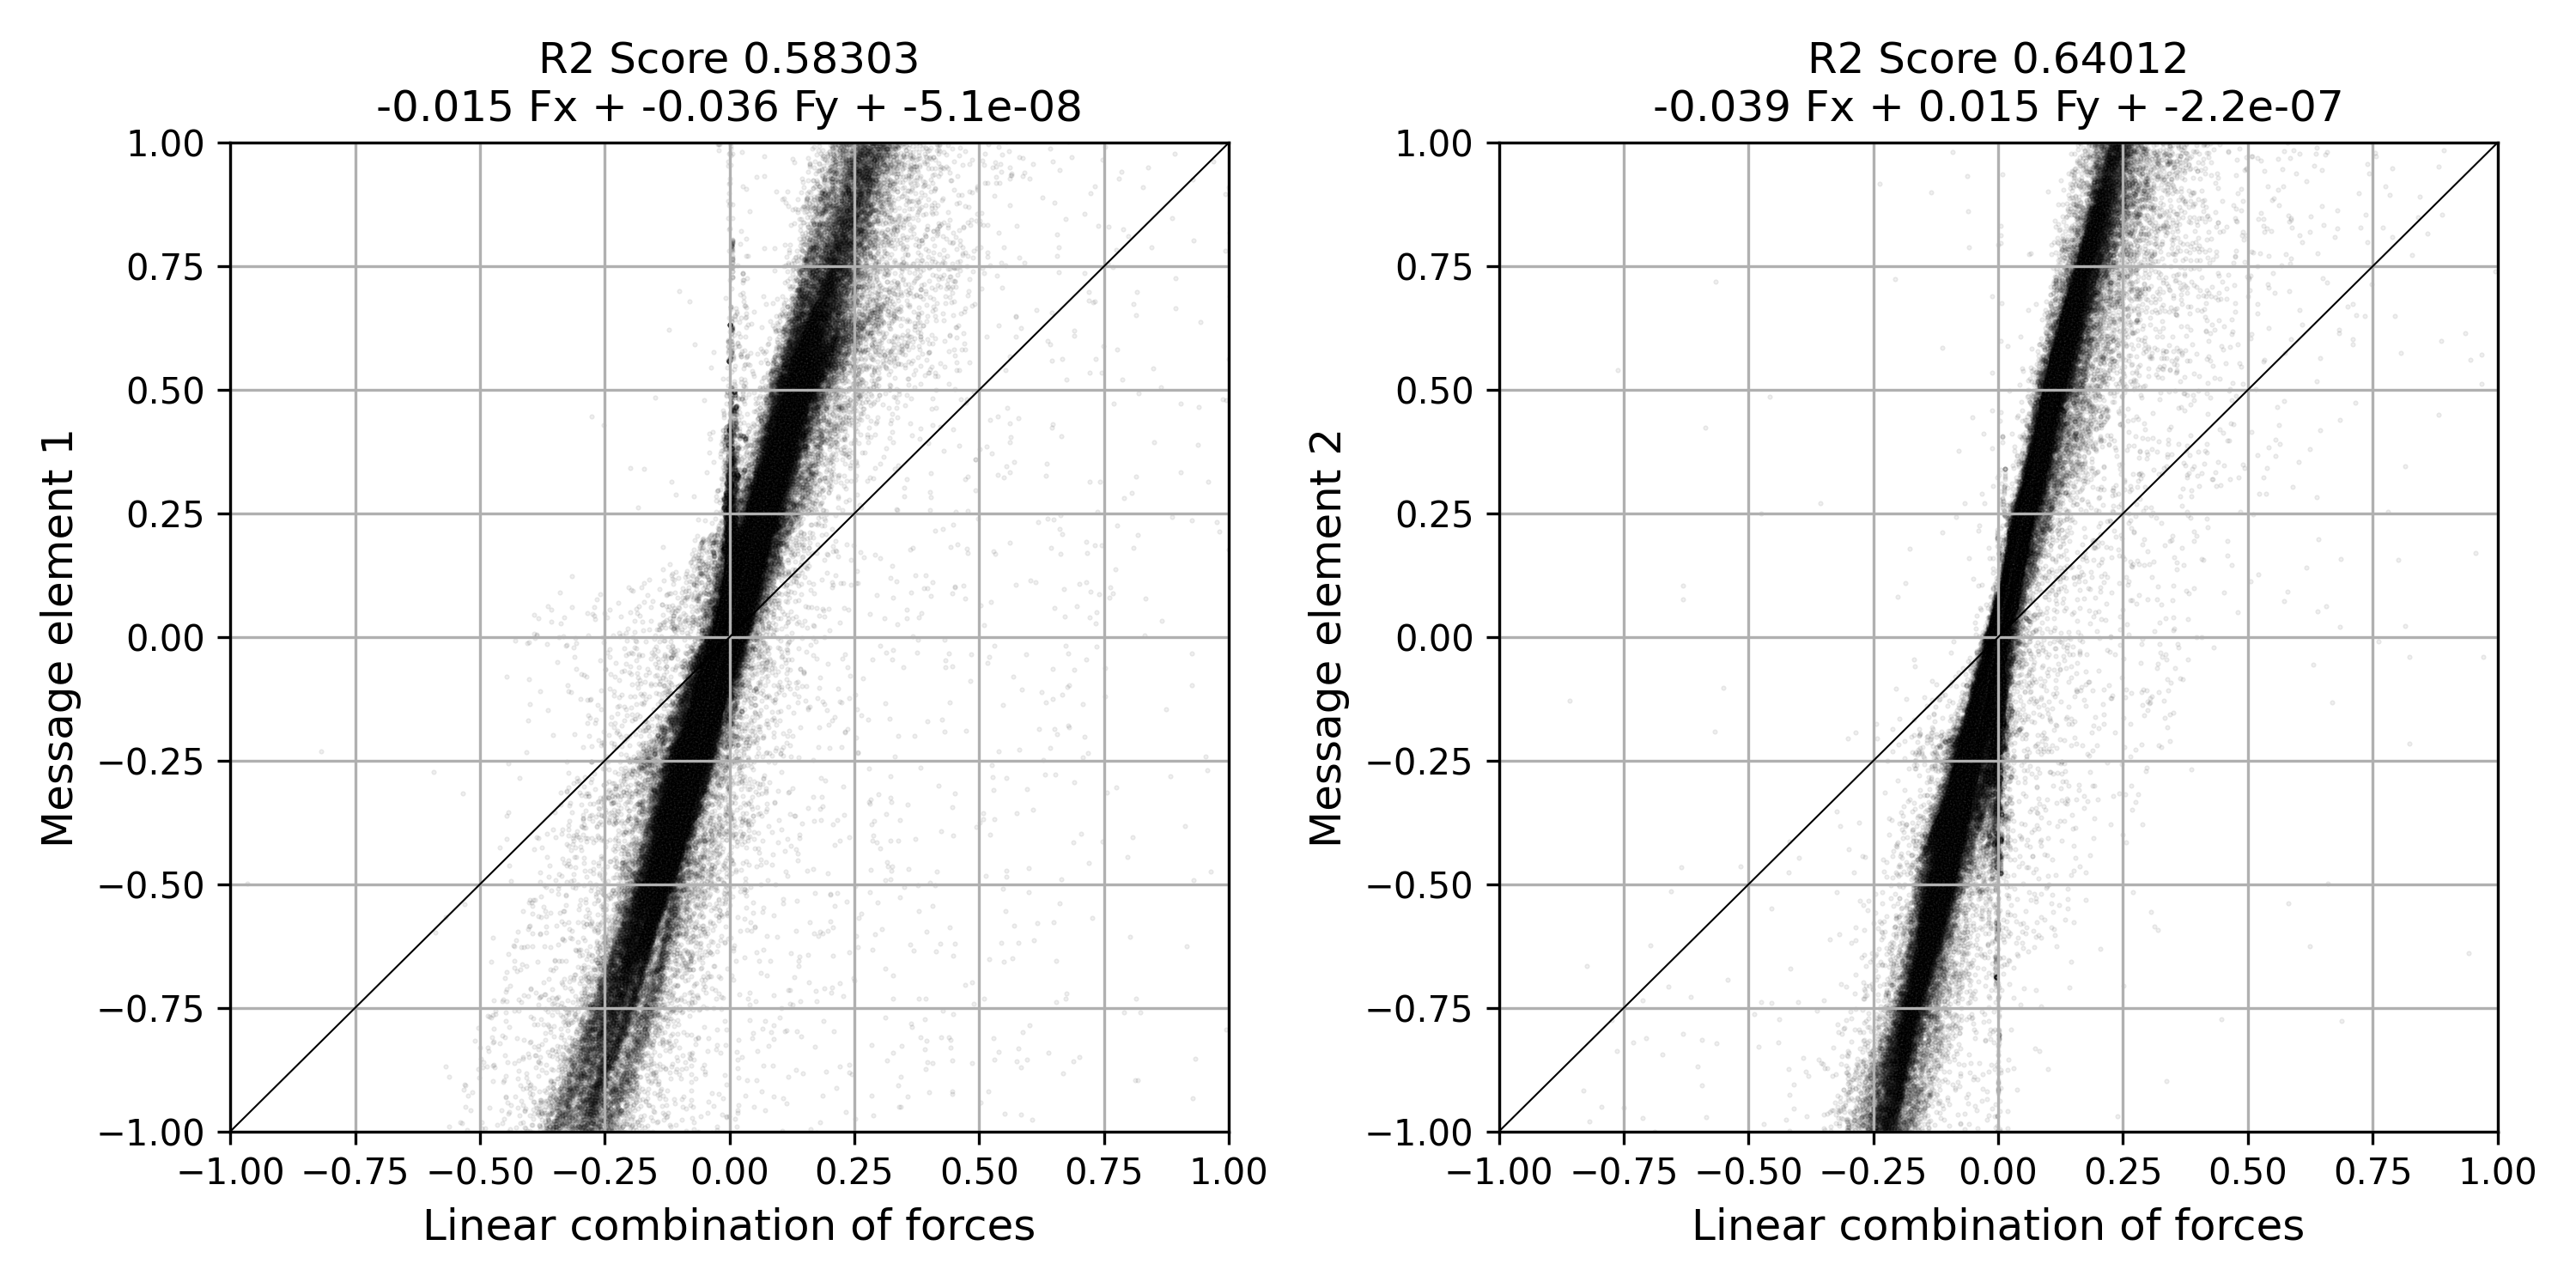 R2 Score 0.58303
-0.015 Fx + -0.036 Fy + -5.1e-08
1.00
0.75
0.50
0.25
0.00
−0.25
−0.50
−0.75
−1.00
Message element 1
−1.00 −0.75 −0.50 −0.25 0.00 0.25 0.50 0.75 1.00
Linear combination of forces
R2 Score 0.64012
-0.039 Fx + 0.015 Fy + -2.2e-07
1.00
0.75
0.50
0.25
0.00
−0.25
−0.50
−0.75
−1.00
Message element 2
−1.00 −0.75 −0.50 −0.25 0.00 0.25 0.50 0.75 1.00
Linear combination of forces